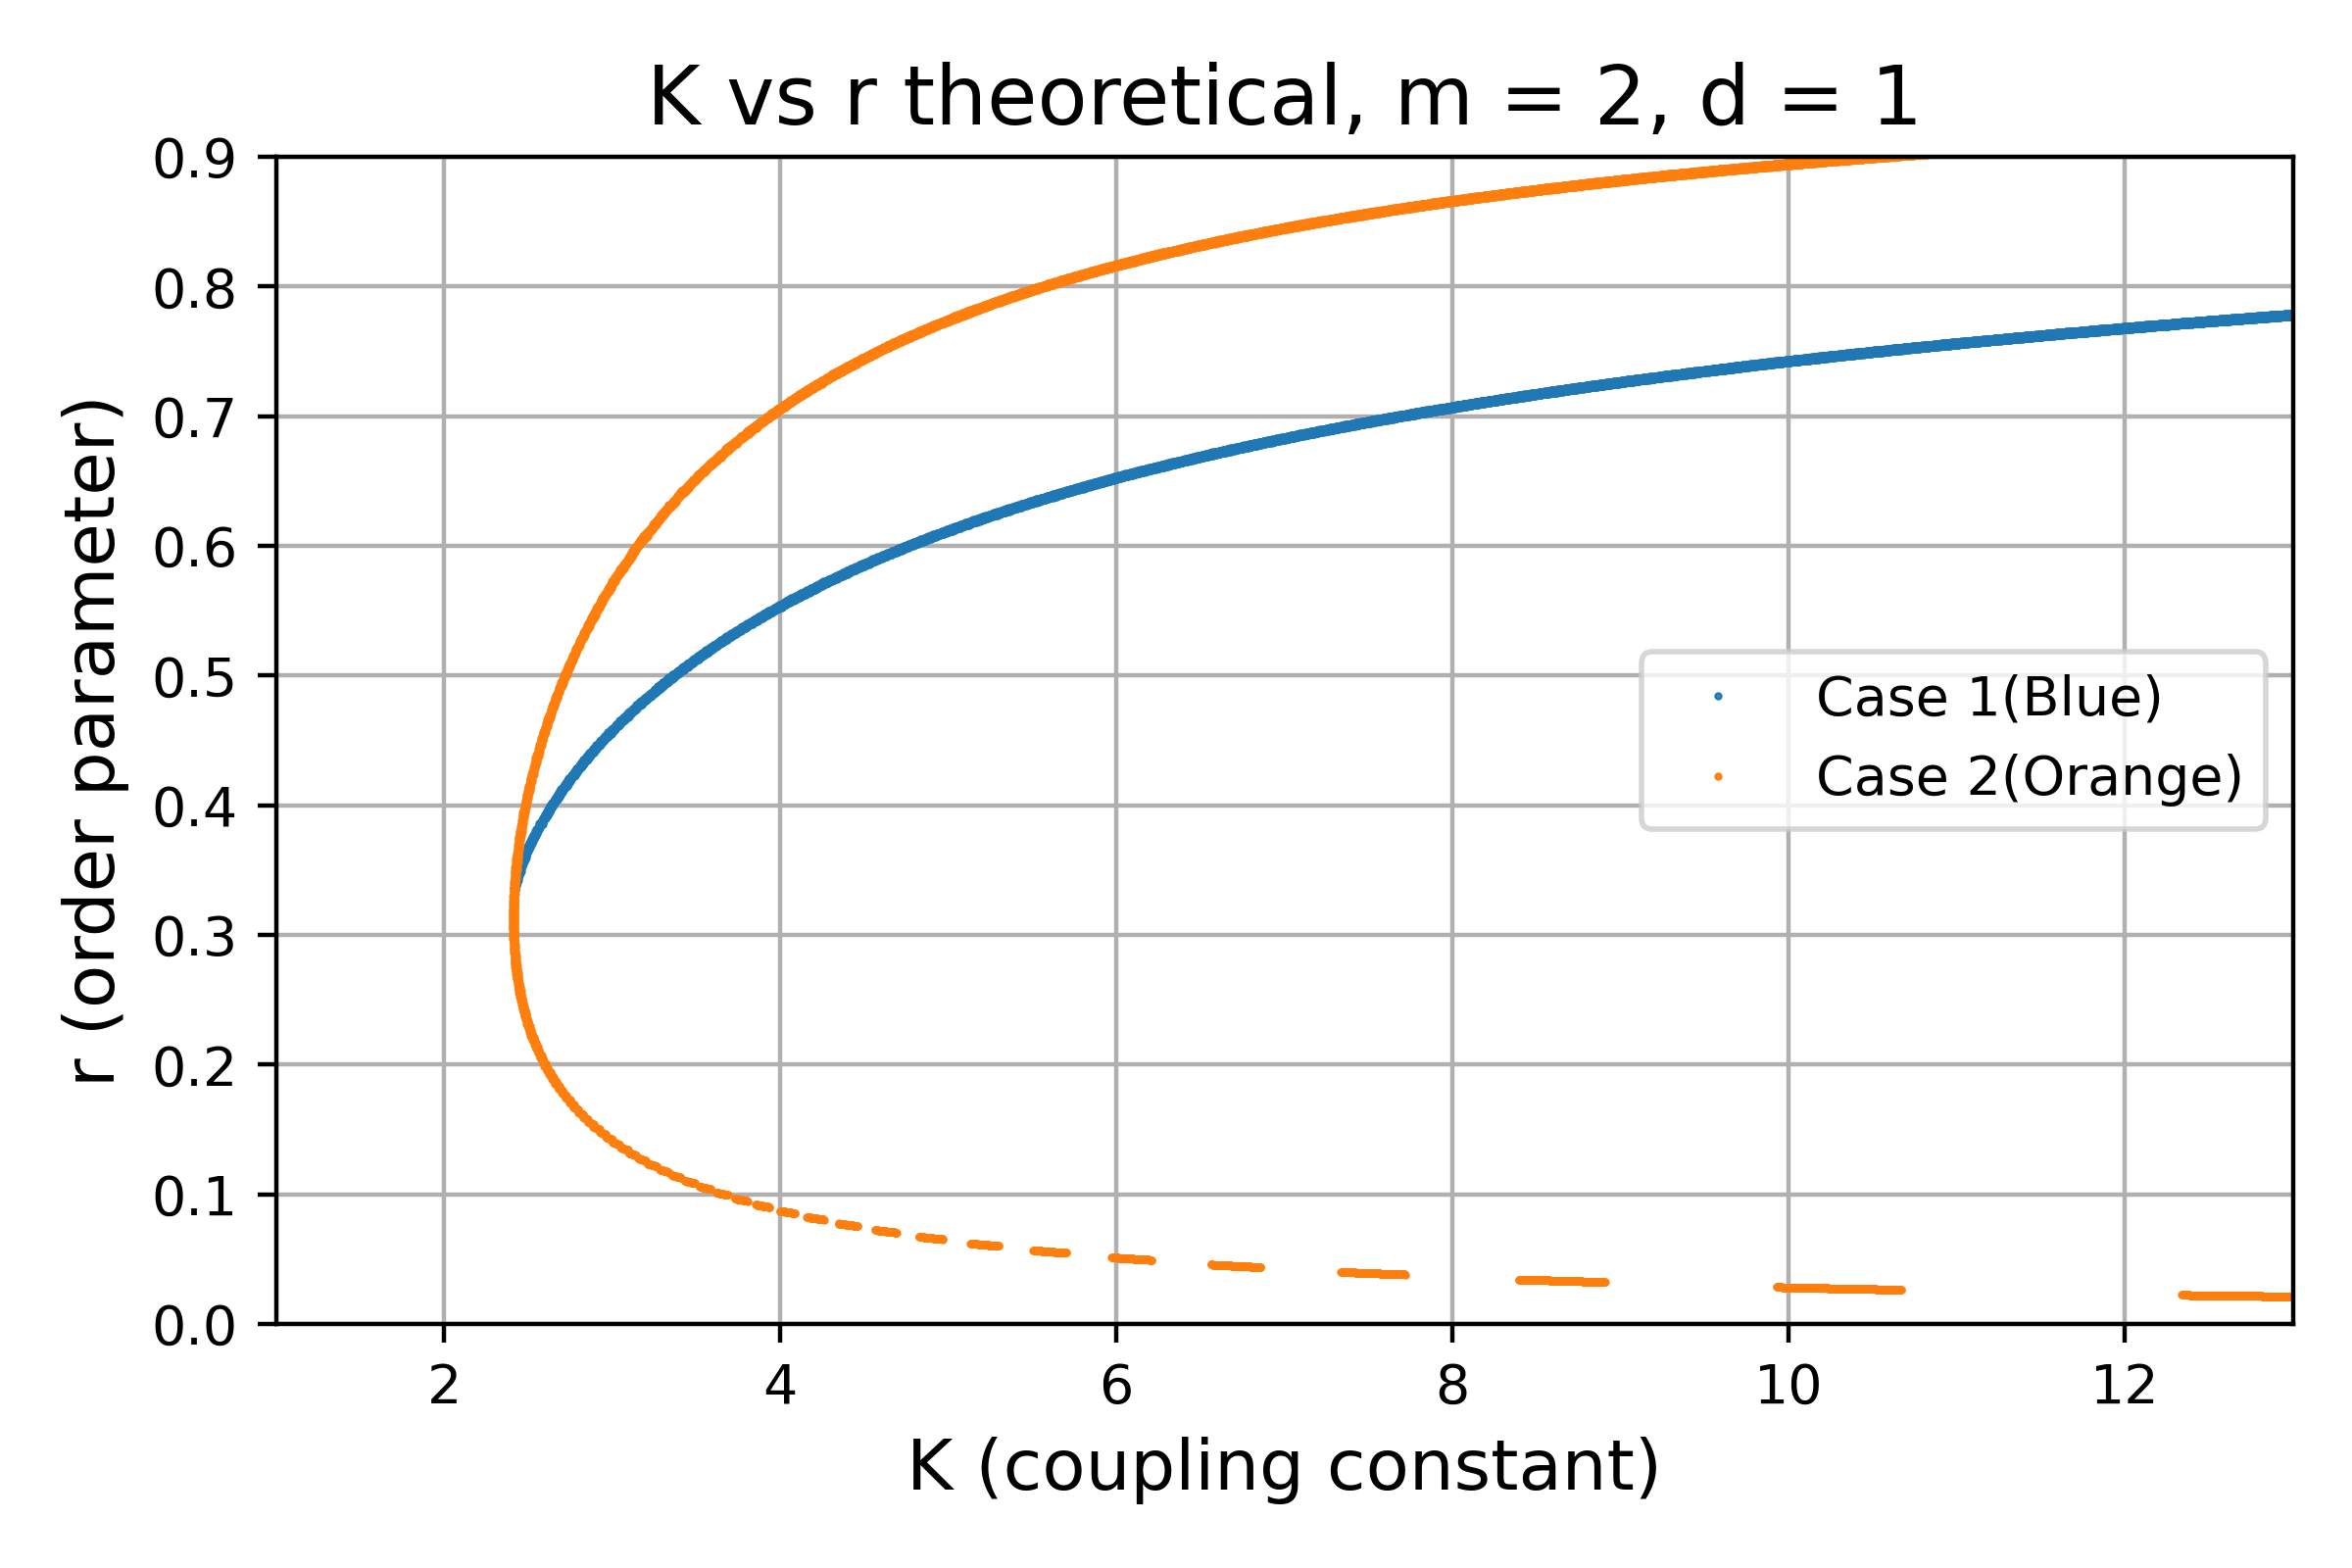 K vs r theoretical, m = 2, d = 1
r (order parameter)
0.9
0.8
0.7
0.6
0.5
0.4
0.3
0.2
0.1
0.0
Case 1(Blue)
Case 2(Orange)
2 4 6 8 10 12
K (coupling constant)